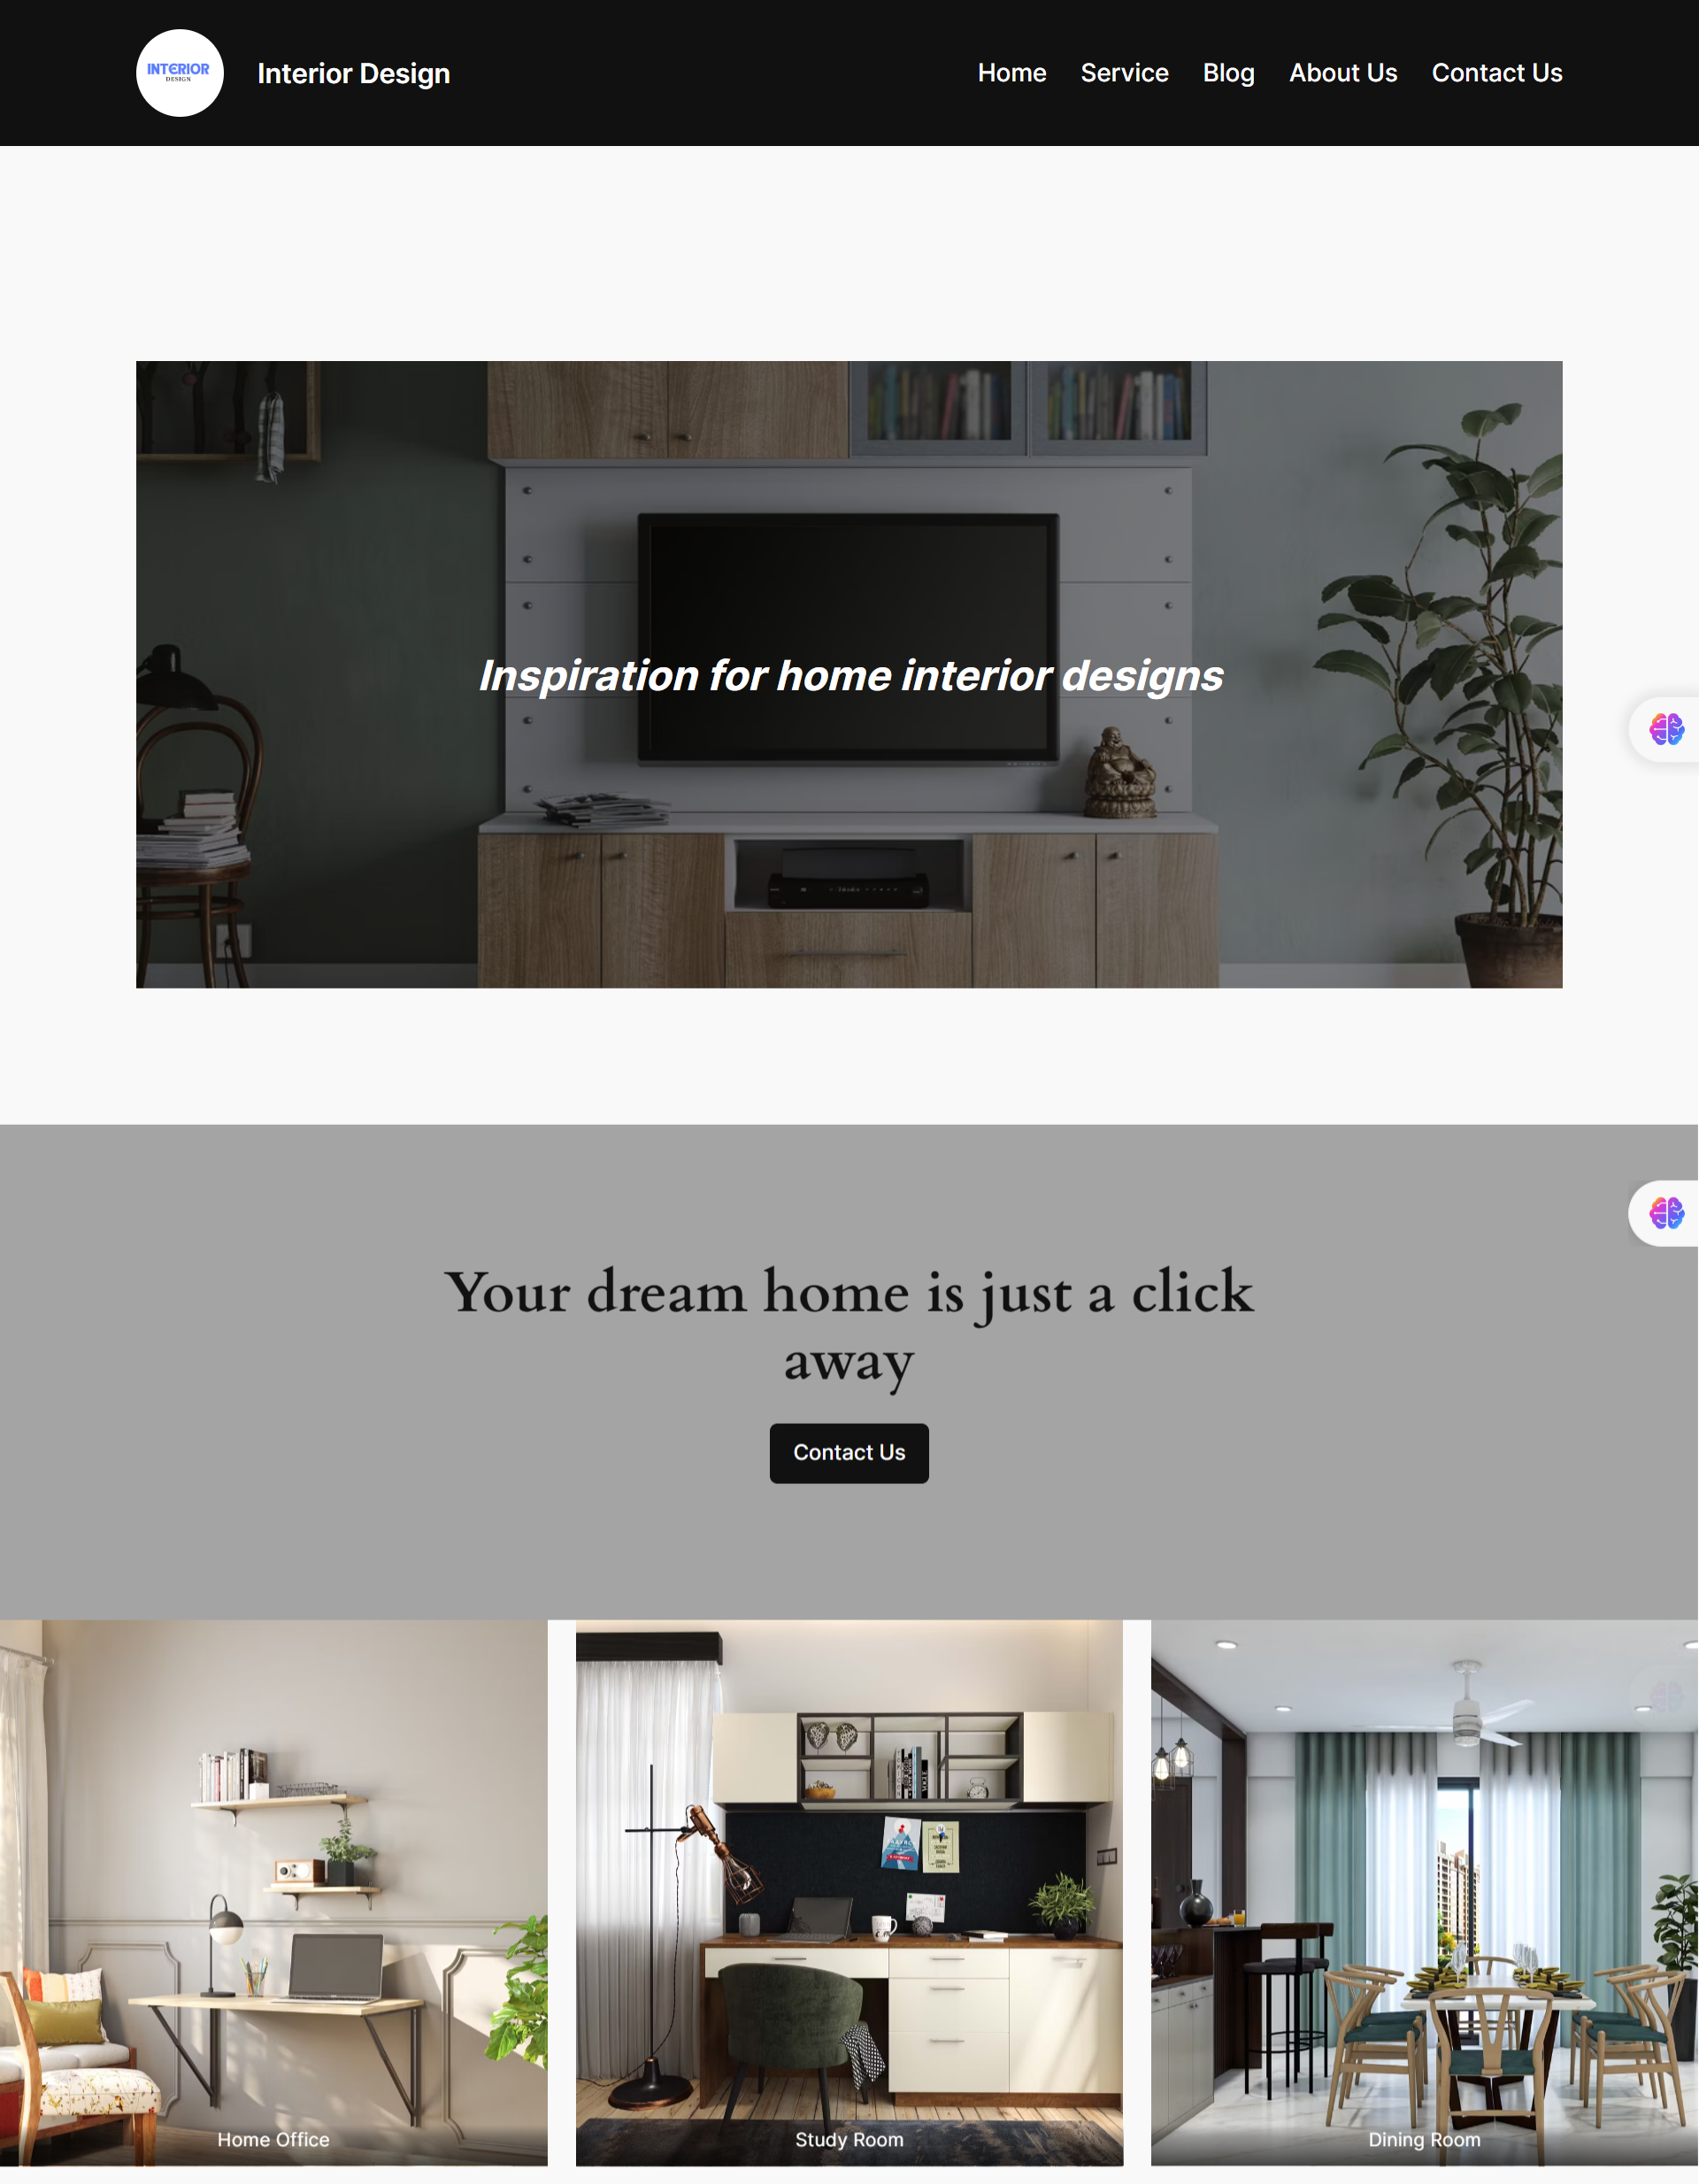 INTERIOR
DESIGN
Interior Design
Home Service Blog About Us Contact Us
Inspiration for home interior designs
Your dream home is just a click
away
Contact Us
Home Office
Study Room
Dining Room